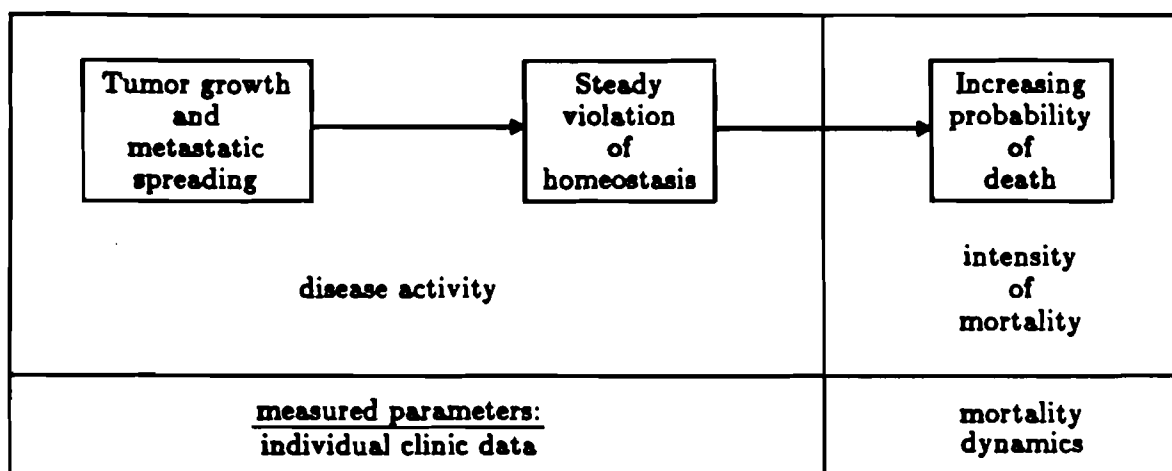 Tumor growth
and
metastatic
spreading
Steady
violation
of
homeostasis
Increasing
probability
of
death
disease activity
intensity
of
mortality
measured parameters:
individual clinic data
mortality
dynamics